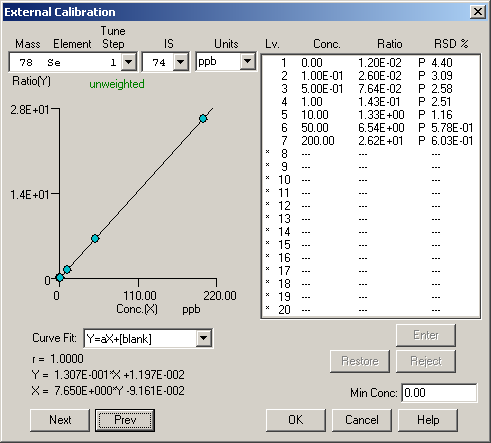 External Calibration
Tune
Mass Element Step IS Units Lv. Conc. Ratio RSD %
78 Se 1 74 ppb
Ratio(Y) unweighted
1 0.00 1.20E-02 P 4.40
2 1.00E-01 2.60E-02 P 3.09
3 5.00E-01 7.64E-02 P 2.58
4 1.00 1.43E-01 P 2.51
5 10.00 1.33E+00 P 1.16
6 50.00 6.54E+00 P 5.78E-01
7 200.00 2.62E+01 P 6.03E-01
* 8 --- --- ---
* 9 --- --- ---
* 10 --- --- ---
* 11 --- --- ---
* 12 --- --- ---
* 13 --- --- ---
* 14 --- --- ---
* 15 --- --- ---
* 16 --- --- ---
* 17 --- --- ---
* 18 --- --- ---
* 19 --- --- ---
* 20 --- --- ---
2.8E+01
1.4E+01
0
0 110.00 220.00
Conc.(X) ppb
Curve Fit: Y=aX+[blank]
r = 1.0000
Y = 1.307E-001*X +1.197E-002
X = 7.650E+000*Y -9.161E-002
Enter
Restore Reject
Min Conc: 0.00
Next Prev OK Cancel Help